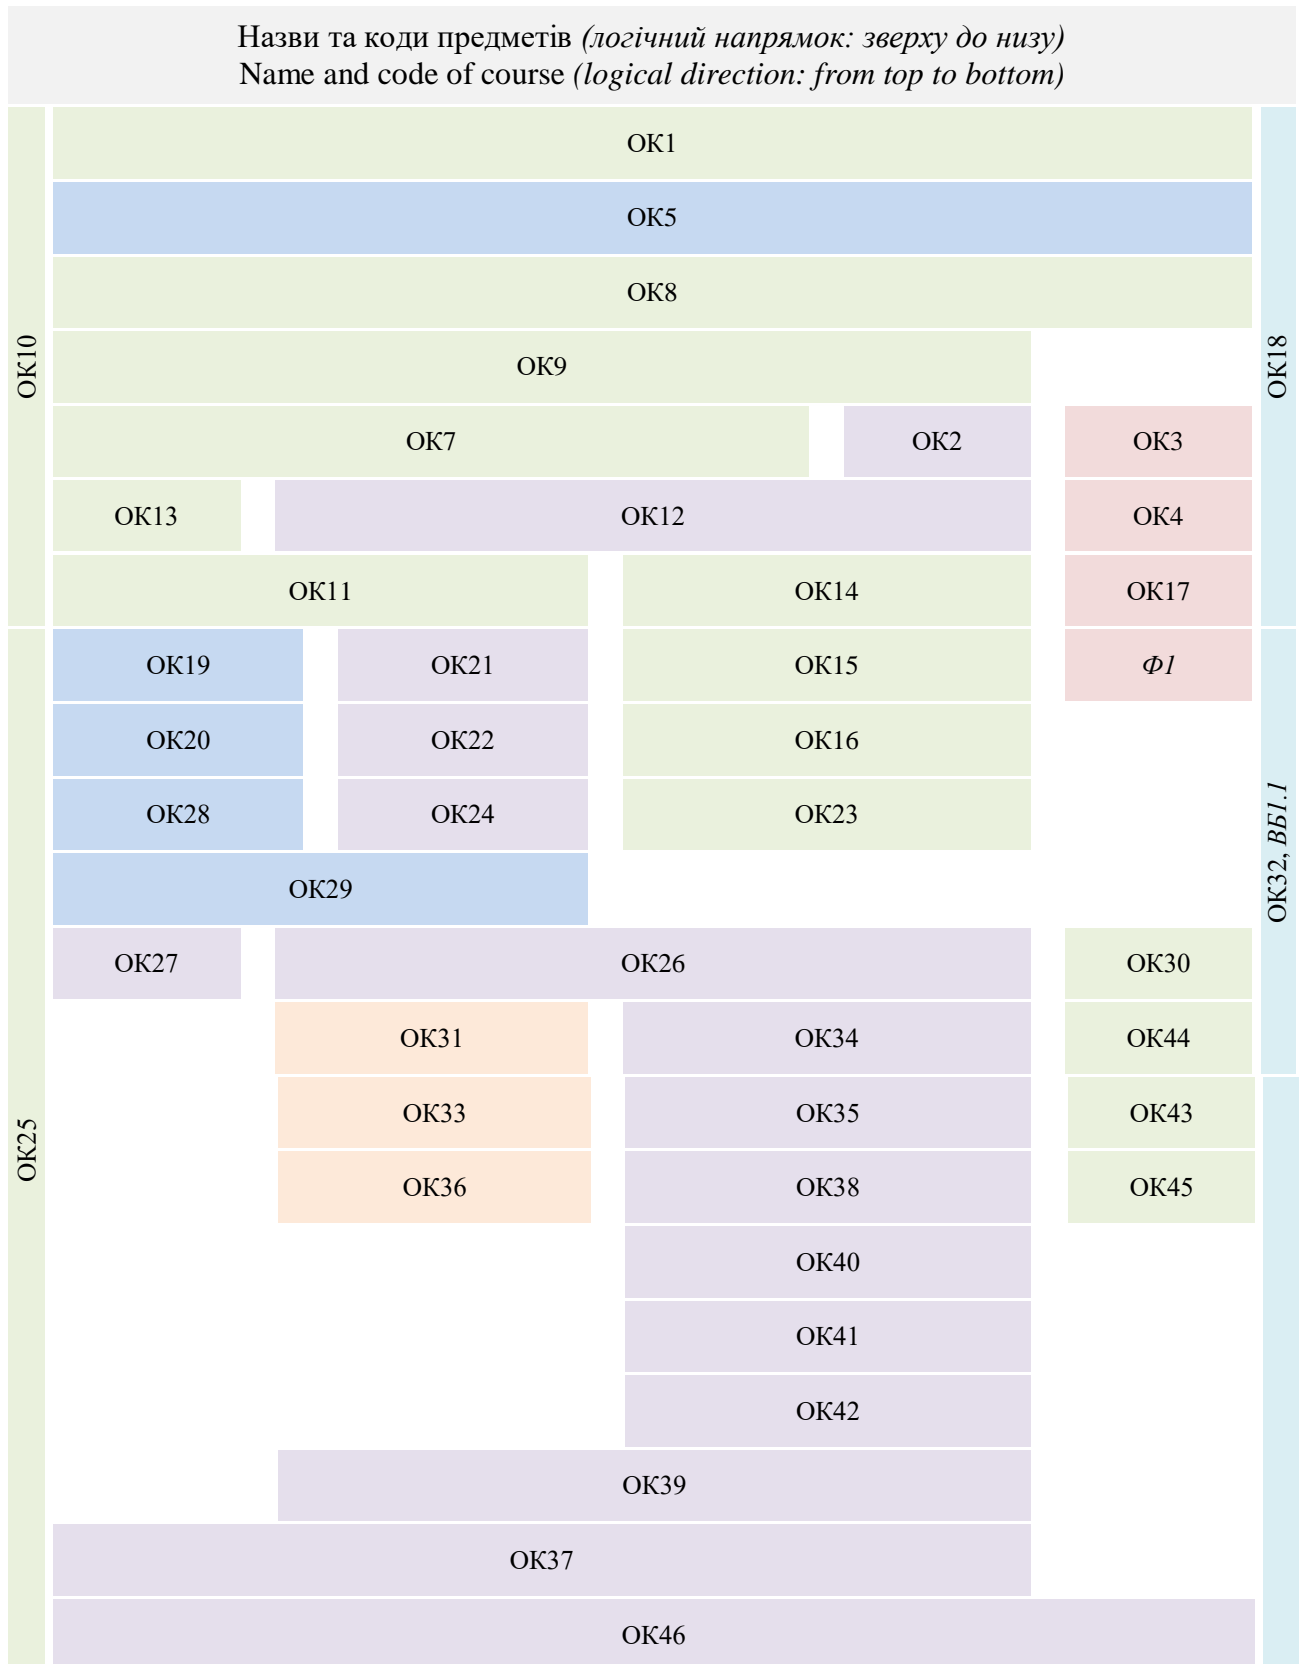 Назви та коди предметів (логічний напрямок: зверху до низу)
Name and code of course (logical direction: from top to bottom)
ОК10
ОК1
ОК18
ОК5
ОК8
ОК9
ОК7
ОК2
ОК3
ОК13
ОК12
ОК4
ОК11
ОК14
ОК17
ОК25
ОК19
ОК21
ОК15
Ф1
ОК32, ВБ1.1
ОК20
ОК22
ОК16
ОК28
ОК24
ОК23
ОК29
ОК27
ОК26
ОК30
ОК31
ОК34
ОК44
ОК33
ОК35
ОК43
ОК36
ОК38
ОК45
ОК40
ОК41
ОК42
ОК39
ОК37
ОК46